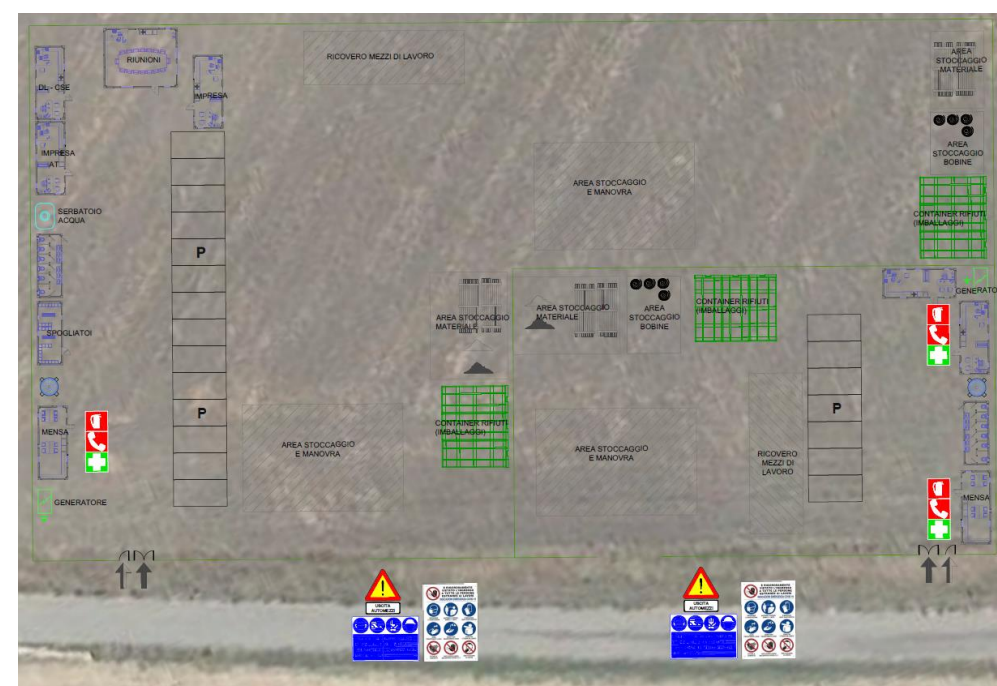 RIUNIONI
RICOVERO MEZZI DI LAVORO
AREA
STOCCAGGIO
MATERIALE
DL - CSE
IMPRESA
IMPRESA
AT
AREA
STOCCAGGIO
BOBINE
AREA STOCCAGGIO
E MANOVRA
SERBATOIO
ACQUA
CONTAINER RIFIUTI
(IMBALLAGGI)
P
GENERATO
SPOGLIATOI
AREA STOCCAGGIO
MATERIALE
AREA STOCCAGGIO
MATERIALE
AREA
STOCCAGGIO
BOBINE
CONTAINER RIFIUTI
(IMBALLAGGI)
P
P
MENSA
CONTAINER RIFIUTI
(IMBALLAGGI)
AREA STOCCAGGIO
E MANOVRA
AREA STOCCAGGIO
E MANOVRA
RICOVERO
MEZZI DI
LAVORO
MENSA
GENERATORE
USCITA
AUTOMEZZI
USCITA
AUTOMEZZI